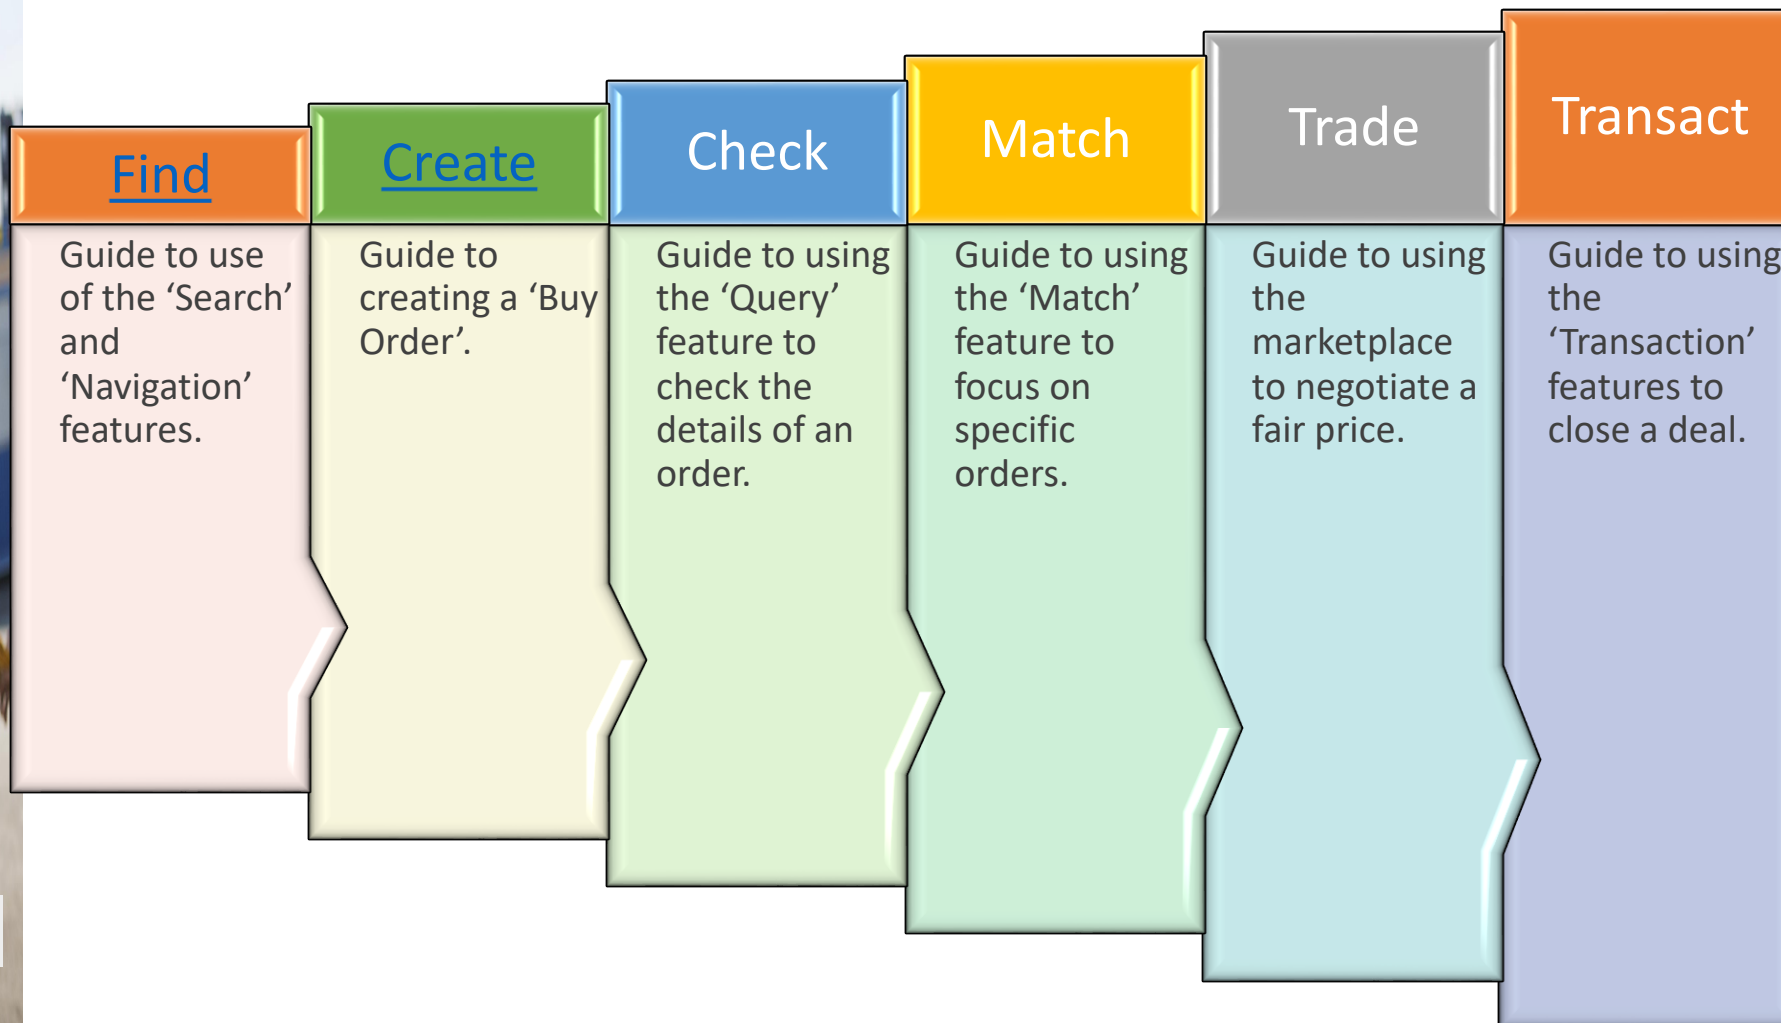 Find
Guide to use
of the ‘Search’
and
‘Navigation’
features.
Create
Guide to
creating a ‘Buy
Order’.
Check
Guide to using
the ‘Query’
feature to
check the
details of an
order.
Match
Guide to using
the ‘Match’
feature to
focus on
specific
orders.
Trade
Guide to using
the
marketplace
to negotiate a
fair price.
Transact
Guide to using
the
‘Transaction’
features to
close a deal.